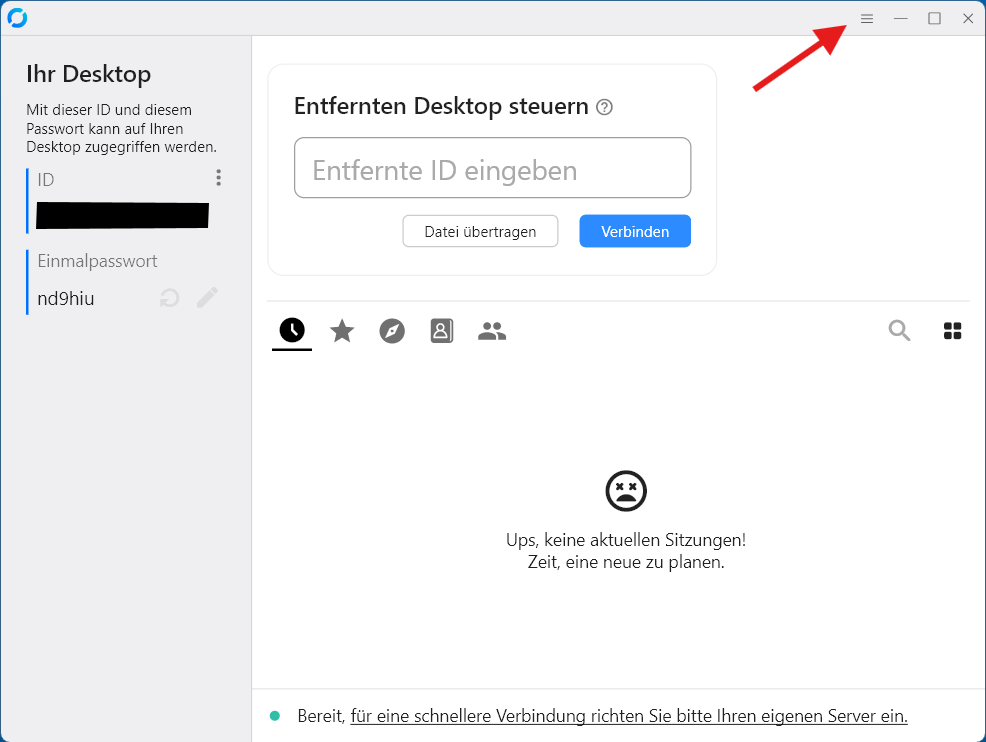 Ihr Desktop
Mit dieser ID und diesem
Passwort kann auf Ihren
Desktop zugegriffen werden.
ID
Einmalpasswort
nd9hiu
Entfernten Desktop steuern
Entfernte ID eingeben
Datei übertragen
Verbinden
Ups, keine aktuellen Sitzungen!
Zeit, eine neue zu planen.
Bereit, für eine schnellere Verbindung richten Sie bitte Ihren eigenen Server ein.